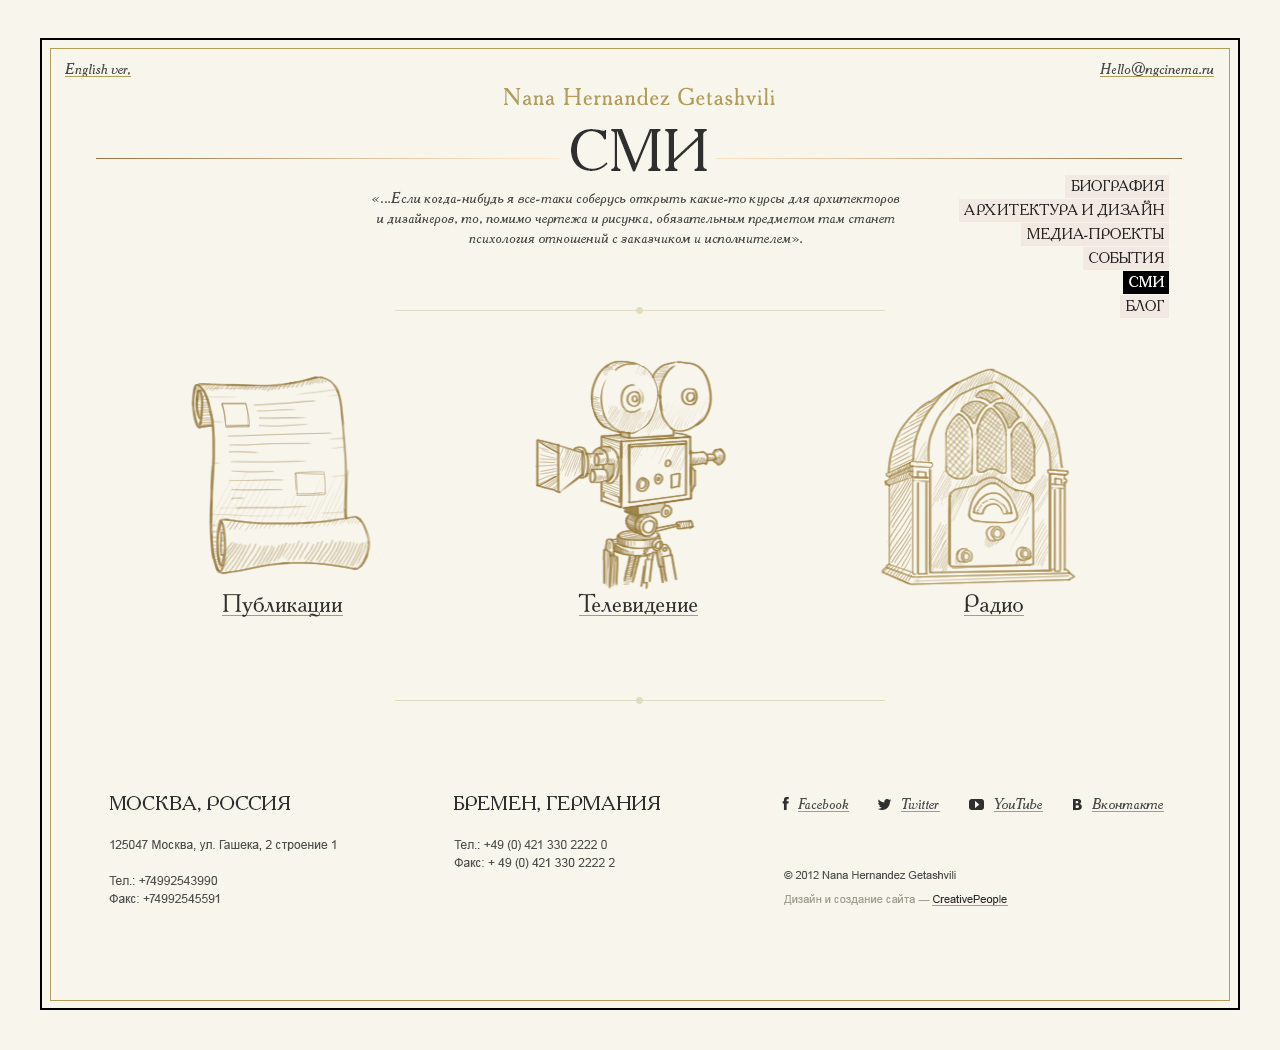 English ver,
Hello@ngcinema.ru
Nana Hernandez Getashvili
СМИ
«...Если когда-нибудь я все-таки соберусь открыть какие-то курсы для архитекторов
и дизайнеров, то, помимо чертежа и рисунка, обязательным предметом там станет
психология отношений с заказчиком и исполнителем».
БИОГРАФИЯ
АРХИТЕКТУРА И ДИЗАЙН
МЕДИА-ПРОЕКТЫ
СОБЫТИЯ
СМИ
БЛОГ
Публикации
Телевидение
Радио
МОСКВА, РОССИЯ
125047 Москва, ул. Гашека, 2 строение 1
Тел.: +74992543990
Факс: +74992545591
БРЕМЕН, ГЕРМАНИЯ
Тел.: +49 (0) 421 330 2222 0
Факс: + 49 (0) 421 330 2222 2
Facebook
Twitter
YouTube
Вконтакте
© 2012 Nana Hernandez Getashvili
Дизайн и создание сайта — CreativePeople